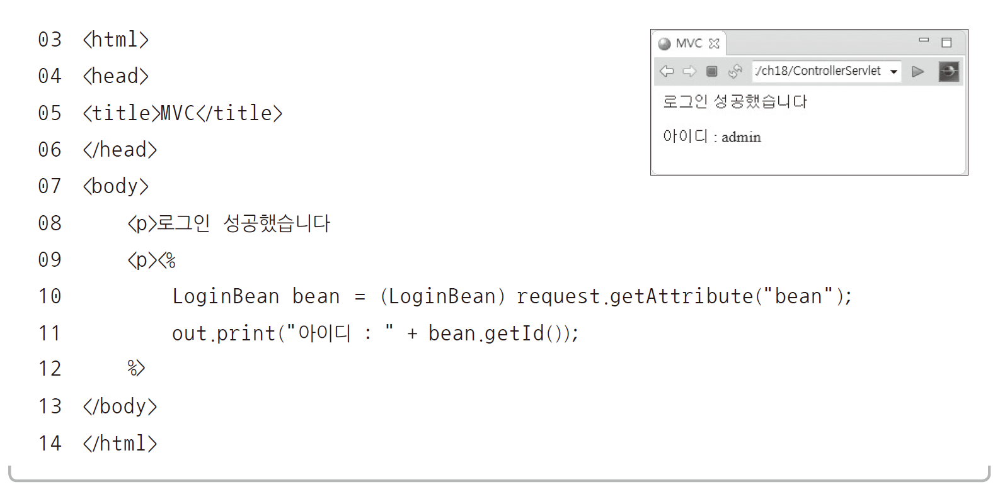 03 <html>
04 <head>
05 <title>MVC</title>
06 </head>
07 <body>
08     <p>로그인 성공했습니다
09     <p><%
10         LoginBean bean = (LoginBean) request.getAttribute("bean");
11         out.print("아이디 : " + bean.getId());
12     %>
13 </body>
14 </html>
MVC
:/ch18/ControllerServlet
로그인 성공했습니다
아이디 : admin